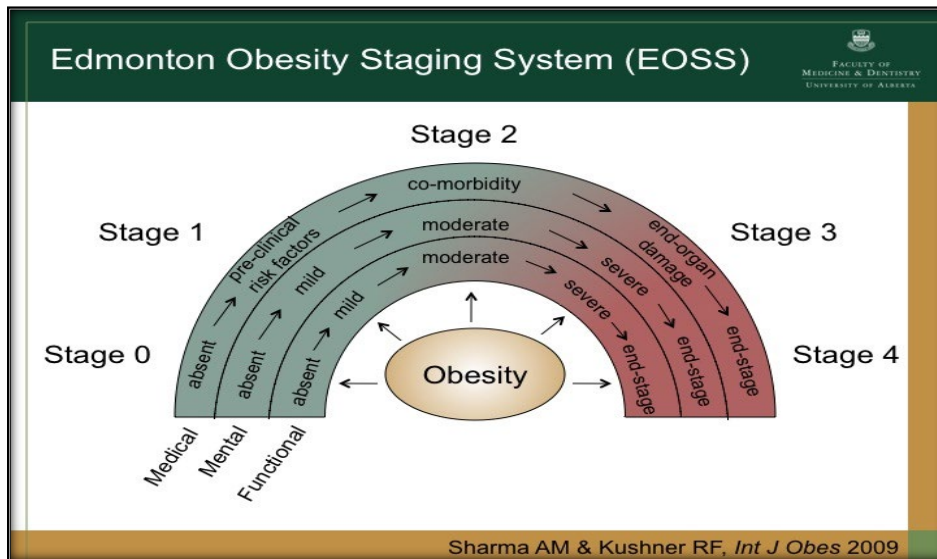 Edmonton Obesity Staging System (EOSS)
FACULTY OF
MEDICINE & DENTISTRY
UNIVERSITY OF ALBERTA
Stage 0
Stage 1
Stage 2
Stage 3
Stage 4
absent
pre-clinical
risk factors
co-morbidity
end-organ
damage
end-stage
absent
mild
moderate
severe
end-stage
absent
mild
moderate
severe
end-stage
Medical
Mental
Functional
Obesity
Sharma AM & Kushner RF, Int J Obes 2009